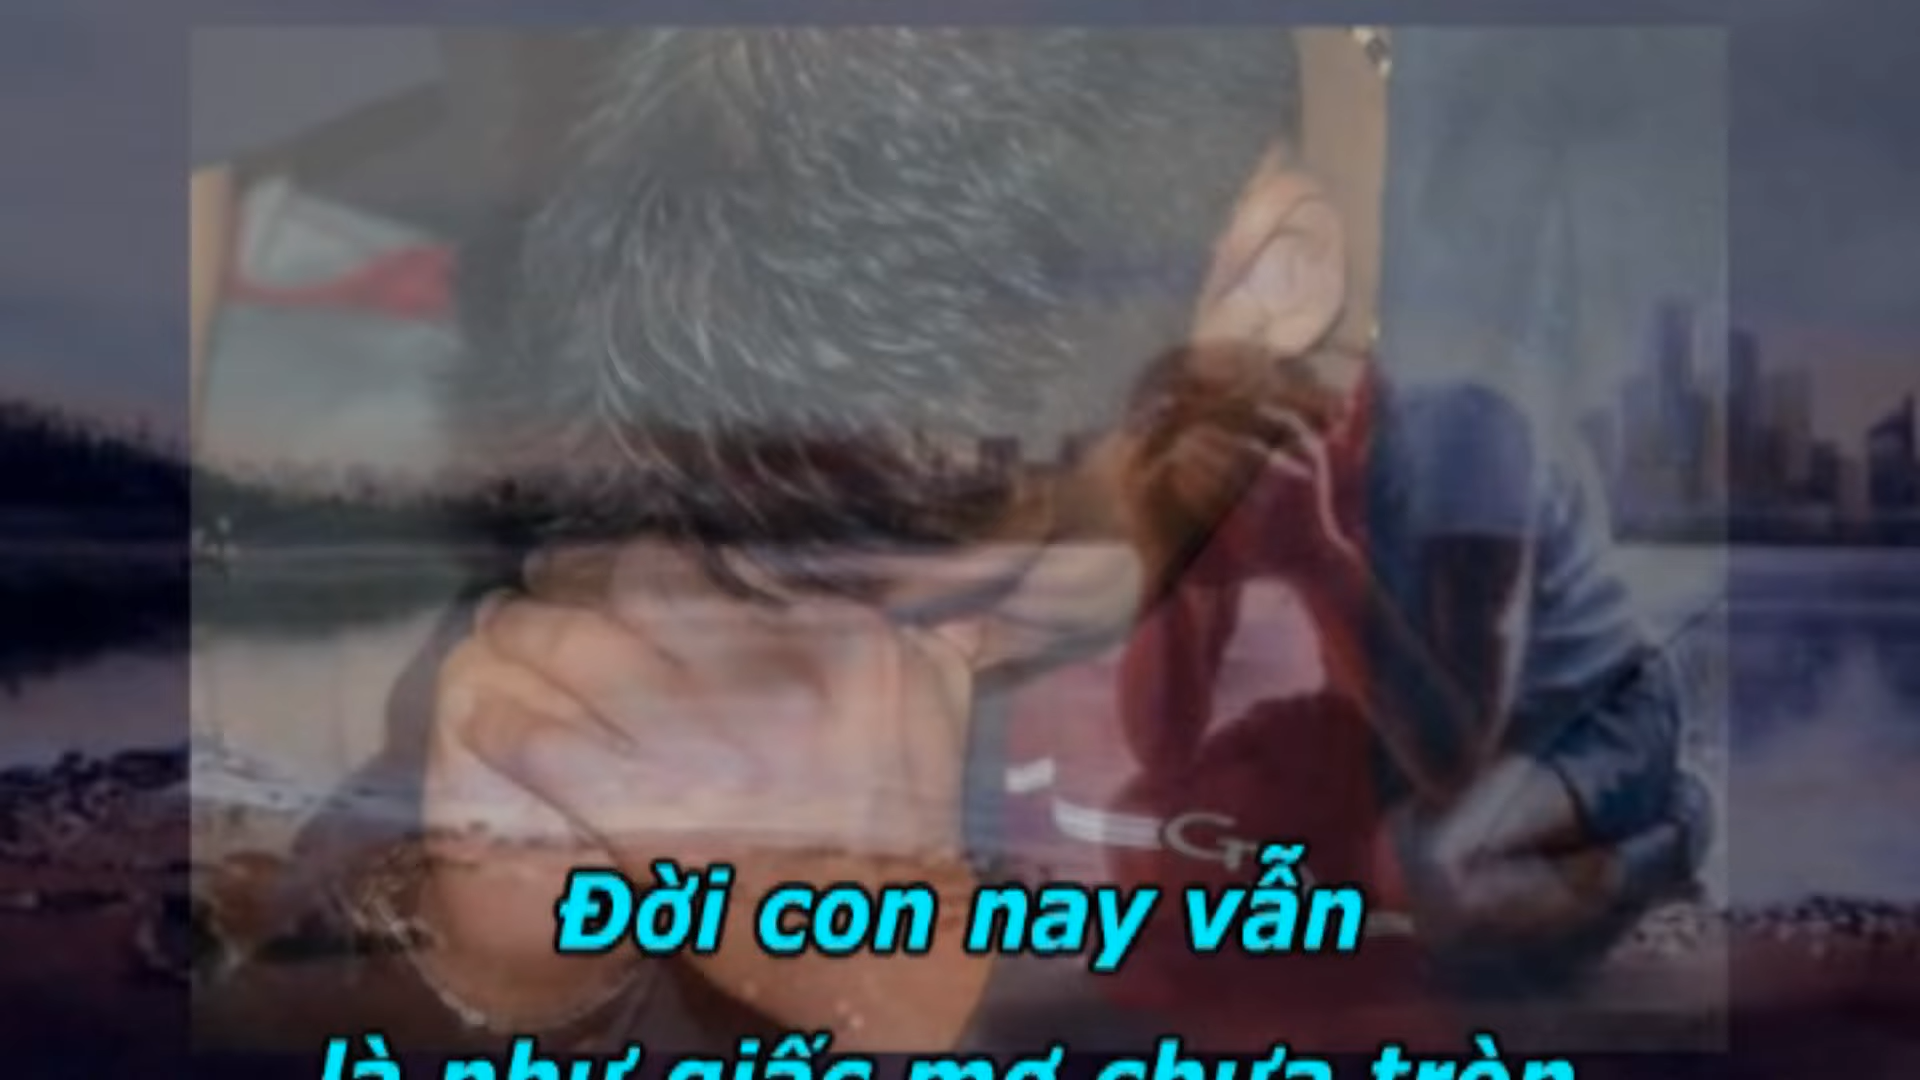 Đời con nay vẫn
là như giấc mơ chưa tròn